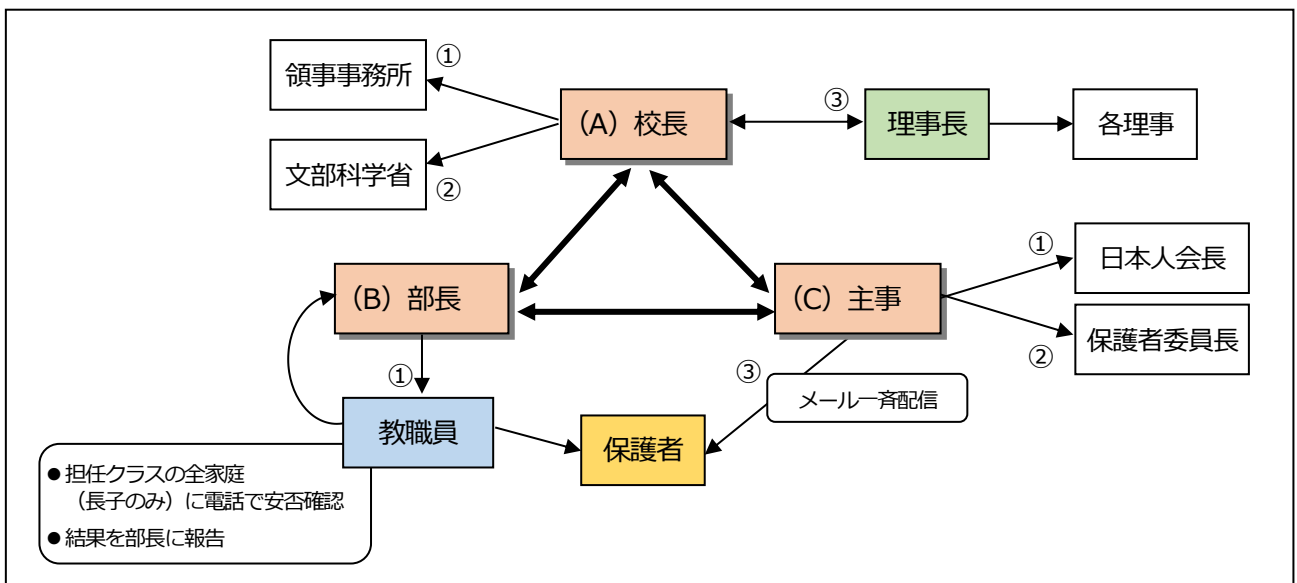 ①
領事事務所
（A）校長
③
理事長
各理事
文部科学省
②
①
日本人会長
（B）部長
（C）主事
保護者委員長
②
①
③
メール一斉配信
教職員
保護者
●担任クラスの全家庭
（長子のみ）に電話で安否確認
●結果を部長に報告